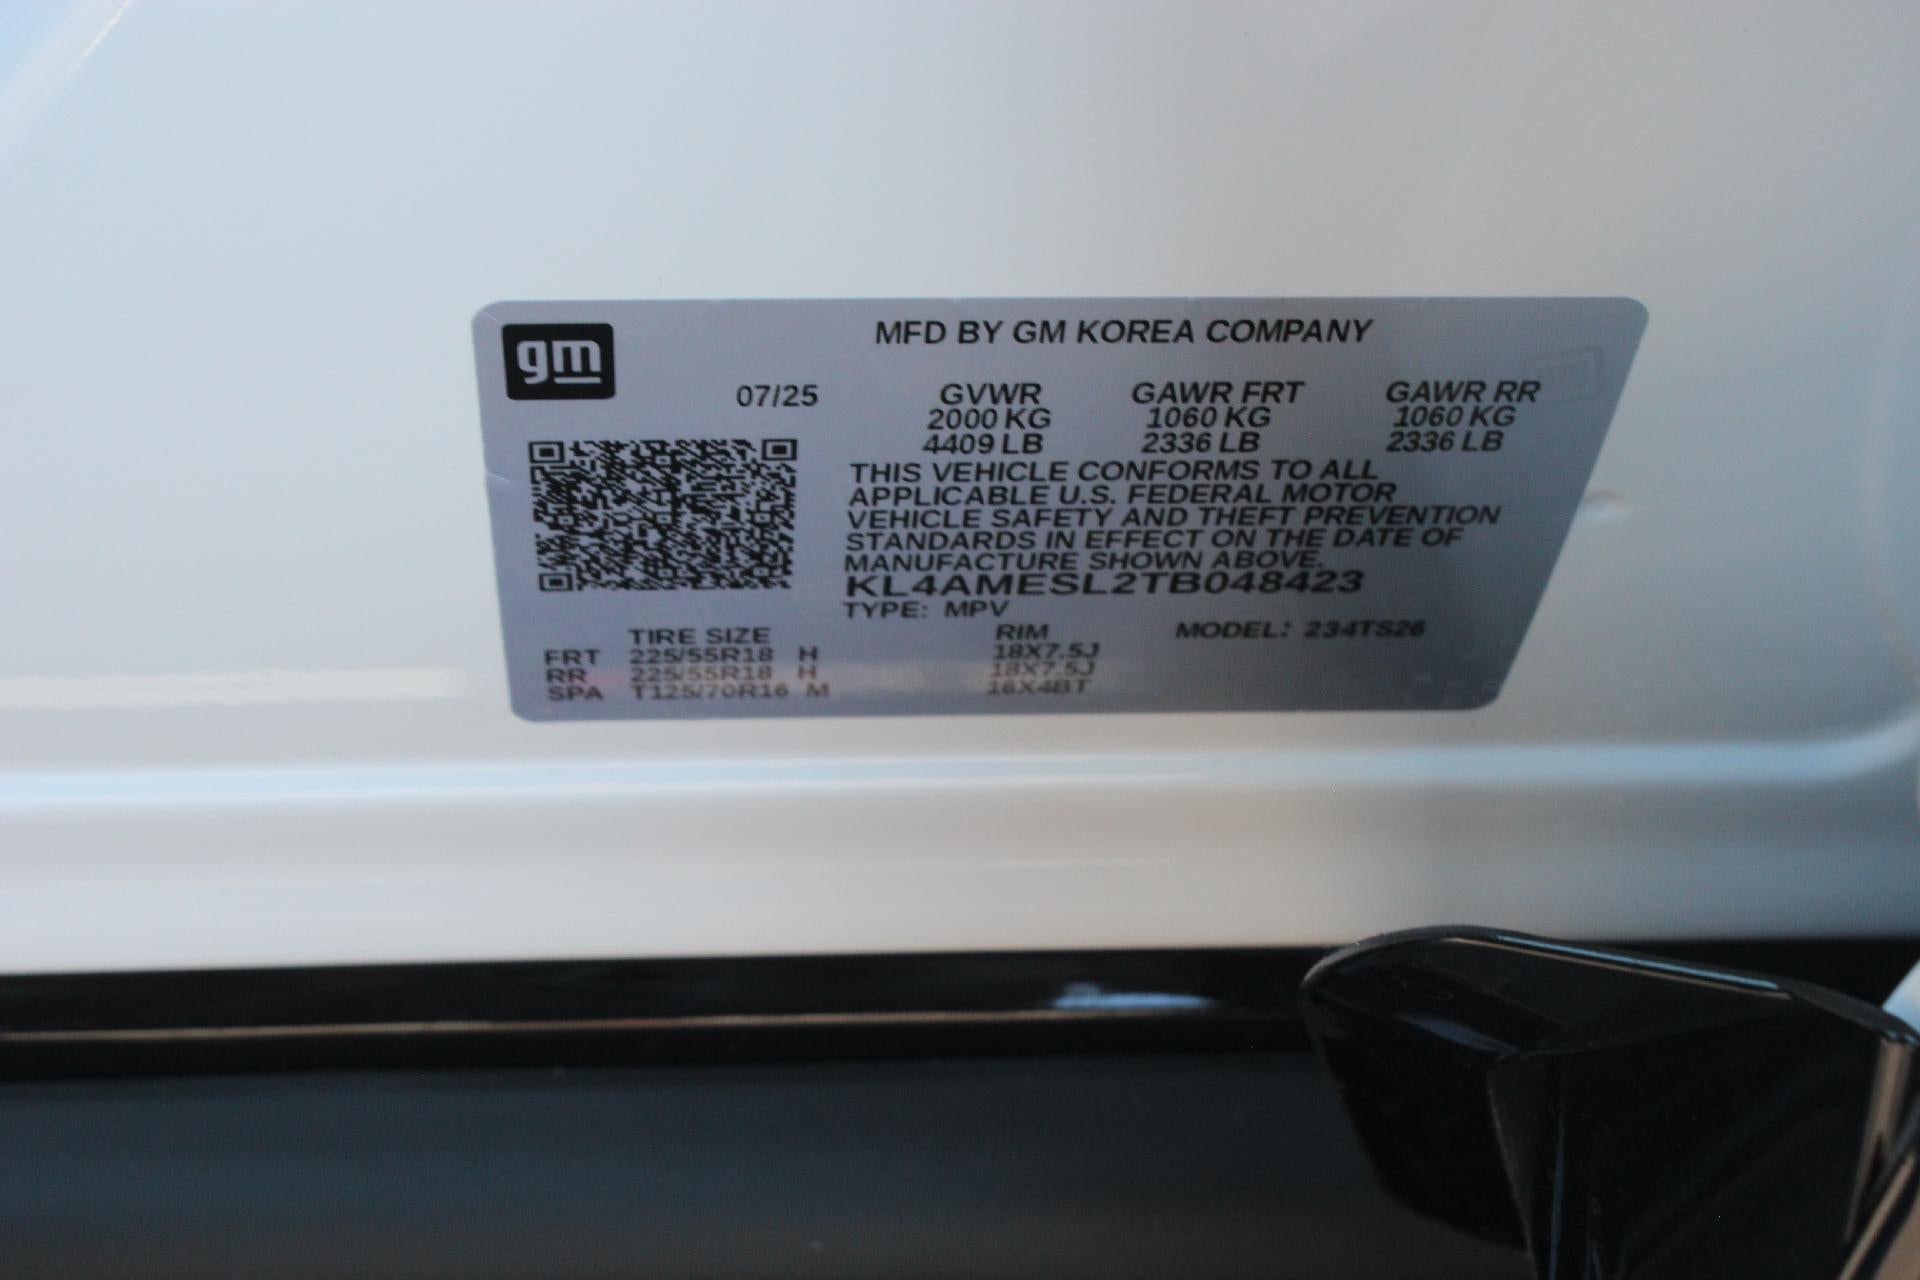 gm
MFD BY GM KOREA COMPANY
07/25 GVWR GAWR FRT GAWR RR
2000 KG 1060 KG 1060 KG
4409 LB 2336 LB 2336 LB
THIS VEHICLE CONFORMS TO ALL
APPLICABLE U.S. FEDERAL MOTOR
VEHICLE SAFETY AND THEFT PREVENTION
STANDARDS IN EFFECT ON THE DATE OF
MANUFACTURE SHOWN ABOVE.
KL4AMESL2TB048423
TYPE: MPV
TIRE SIZE RIM MODEL: 234TS26
FRT 225/55R18 H 18X7.5J
RR 225/55R18 H 18X7.5J
SPA T125/70R16 M 16X4BT